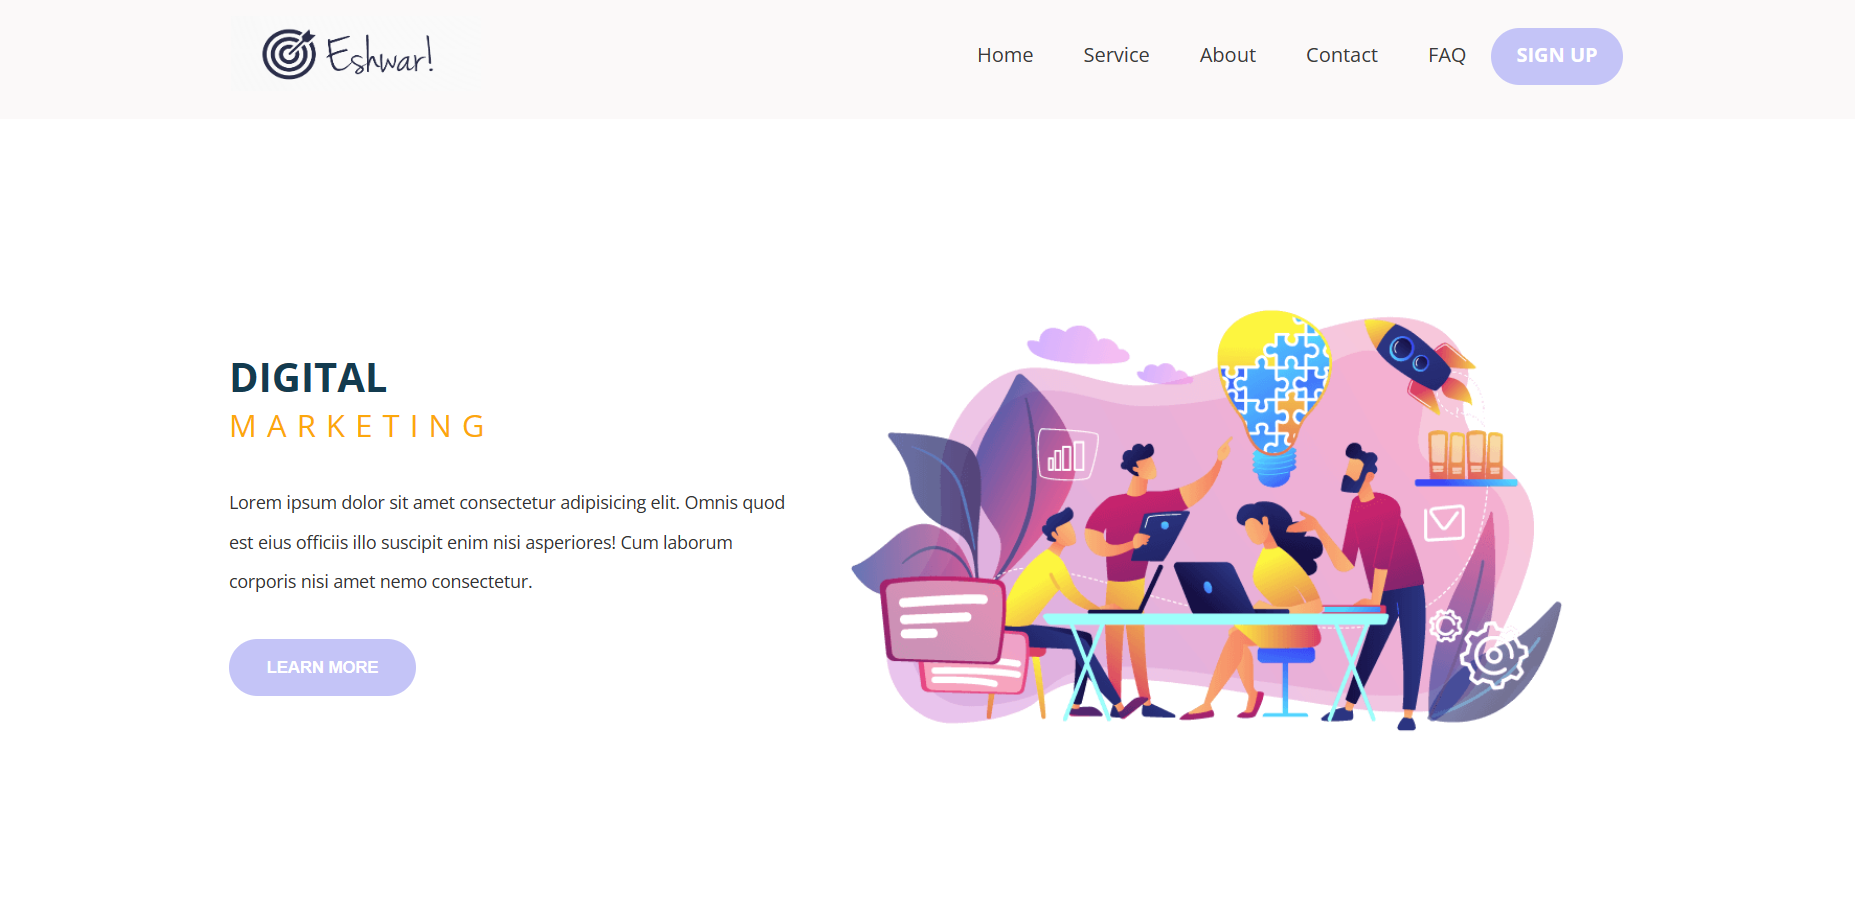 Eshwar!
Home Service About Contact FAQ SIGN UP
DIGITAL
MARKETING
Lorem ipsum dolor sit amet consectetur adipisicing elit. Omnis quod
est eius officiis illo suscipit enim nisi asperiores! Cum laborum
corporis nisi amet nemo consectetur.
LEARN MORE